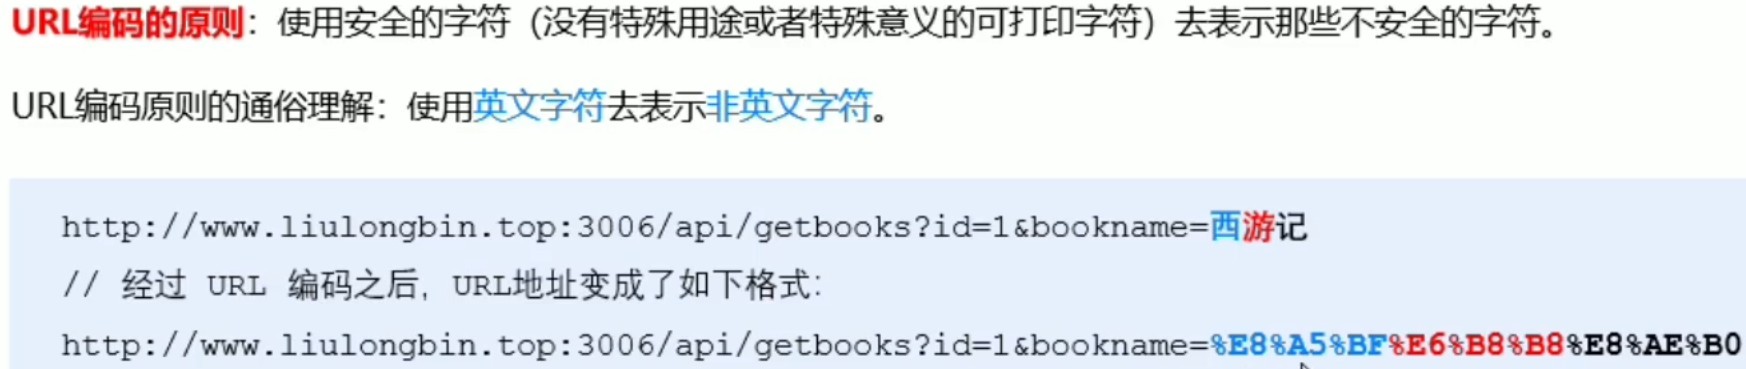 URL编码的原则：使用安全的字符（没有特殊用途或者特殊意义的可打印字符）去表示那些不安全的字符。
URL编码原则的通俗理解：使用英文字符去表示非英文字符。
http://www.liulongbin.top:3006/api/getbooks?id=1&bookname=西游记
// 经过 URL 编码之后，URL地址变成了如下格式：
http://www.liulongbin.top:3006/api/getbooks?id=1&bookname=%E8%A5%BF%E6%B8%B8%E8%AE%B0